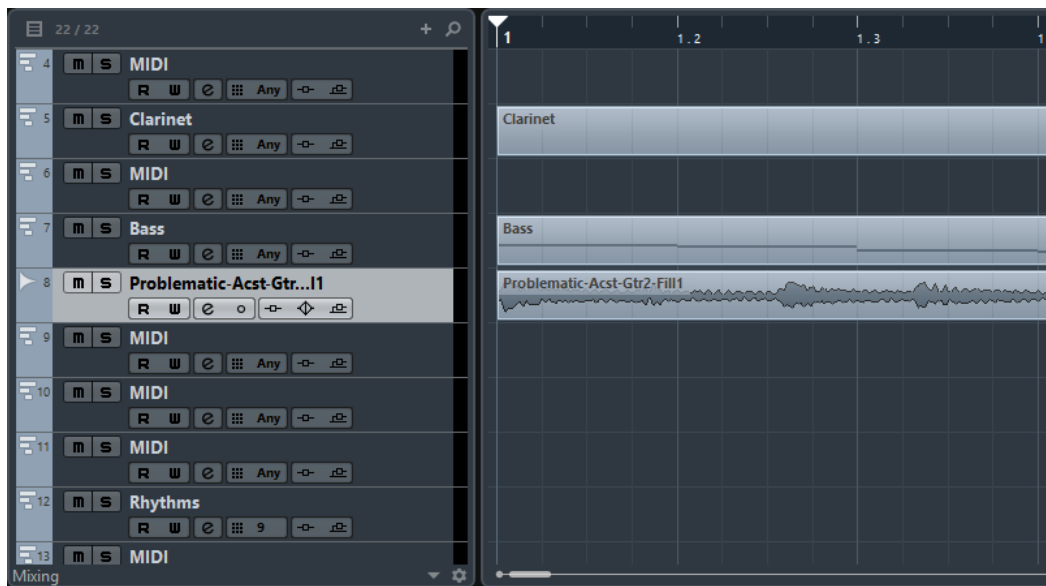 22 / 22
1
1.2
1.3
1
4 m S MIDI
R W e Any
5 m S Clarinet
R W e Any
Clarinet
6 m S MIDI
R W e Any
7 m S Bass
R W e Any
Bass
8 m S Problematic-Acst-Gtr...l1
R W e
Problematic-Acst-Gtr2-Fill1
9 m S MIDI
R W e Any
10 m S MIDI
R W e Any
11 m S MIDI
R W e Any
12 m S Rhythms
R W e 9
13 m S MIDI
Mixing